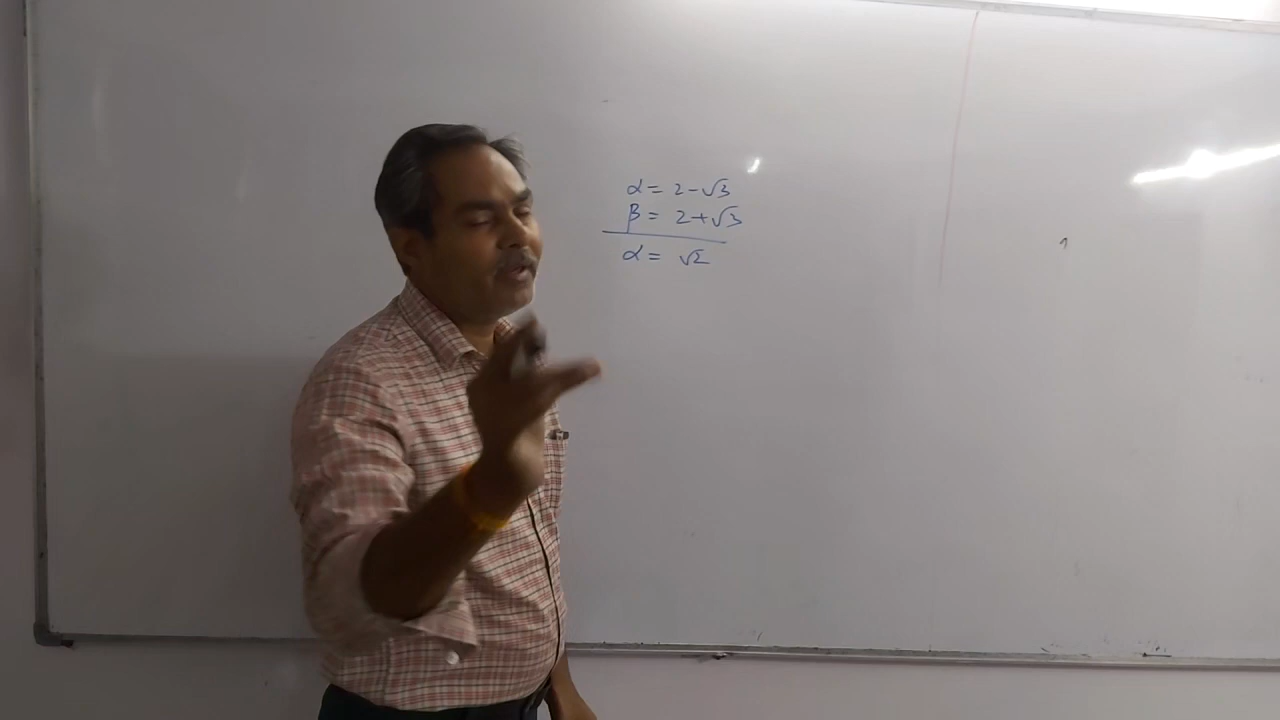 α = 2-√3
β = 2+√3
α = √2